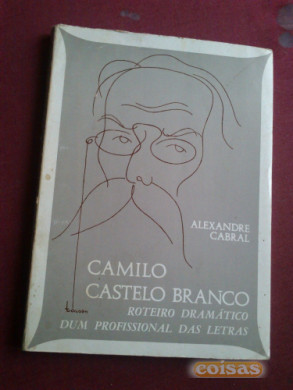 ALEXANDRE
CABRAL
CAMILO
CASTELO BRANCO
ROTEIRO DRAMÁTICO
DUM PROFISSIONAL DAS LETRAS
coisas